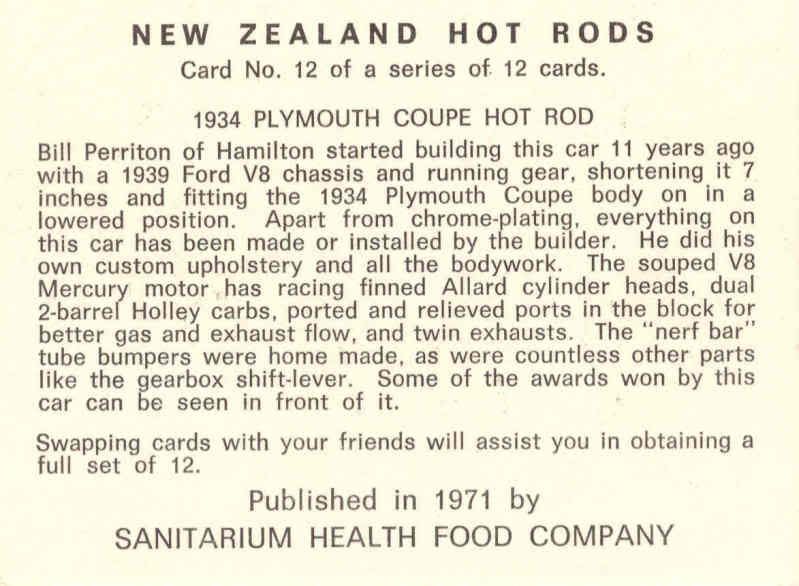 NEW ZEALAND HOT RODS
Card No. 12 of a series of 12 cards.
1934 PLYMOUTH COUPE HOT ROD
Bill Perriton of Hamilton started building this car 11 years ago
with a 1939 Ford V8 chassis and running gear, shortening it 7
inches and fitting the 1934 Plymouth Coupe body on in a
lowered position. Apart from chrome-plating, everything on
this car has been made or installed by the builder. He did his
own custom upholstery and all the bodywork. The souped V8
Mercury motor has racing finned Allard cylinder heads, dual
2-barrel Holley carbs, ported and relieved ports in the block for
better gas and exhaust flow, and twin exhausts. The "nerf bar"
tube bumpers were home made, as were countless other parts
like the gearbox shift-lever. Some of the awards won by this
car can be seen in front of it.
Swapping cards with your friends will assist you in obtaining a
full set of 12.
Published in 1971 by
SANITARIUM HEALTH FOOD COMPANY